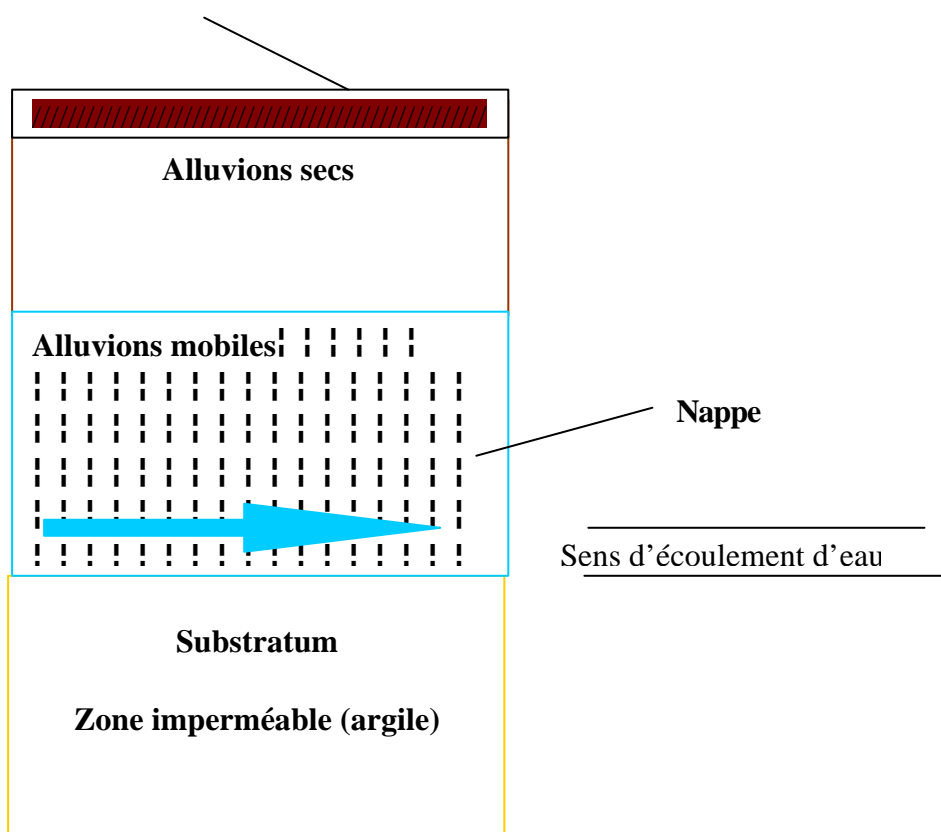 Alluvions secs
Alluvions mobiles
Nappe
Sens d'écoulement d'eau
Substratum
Zone imperméable (argile)